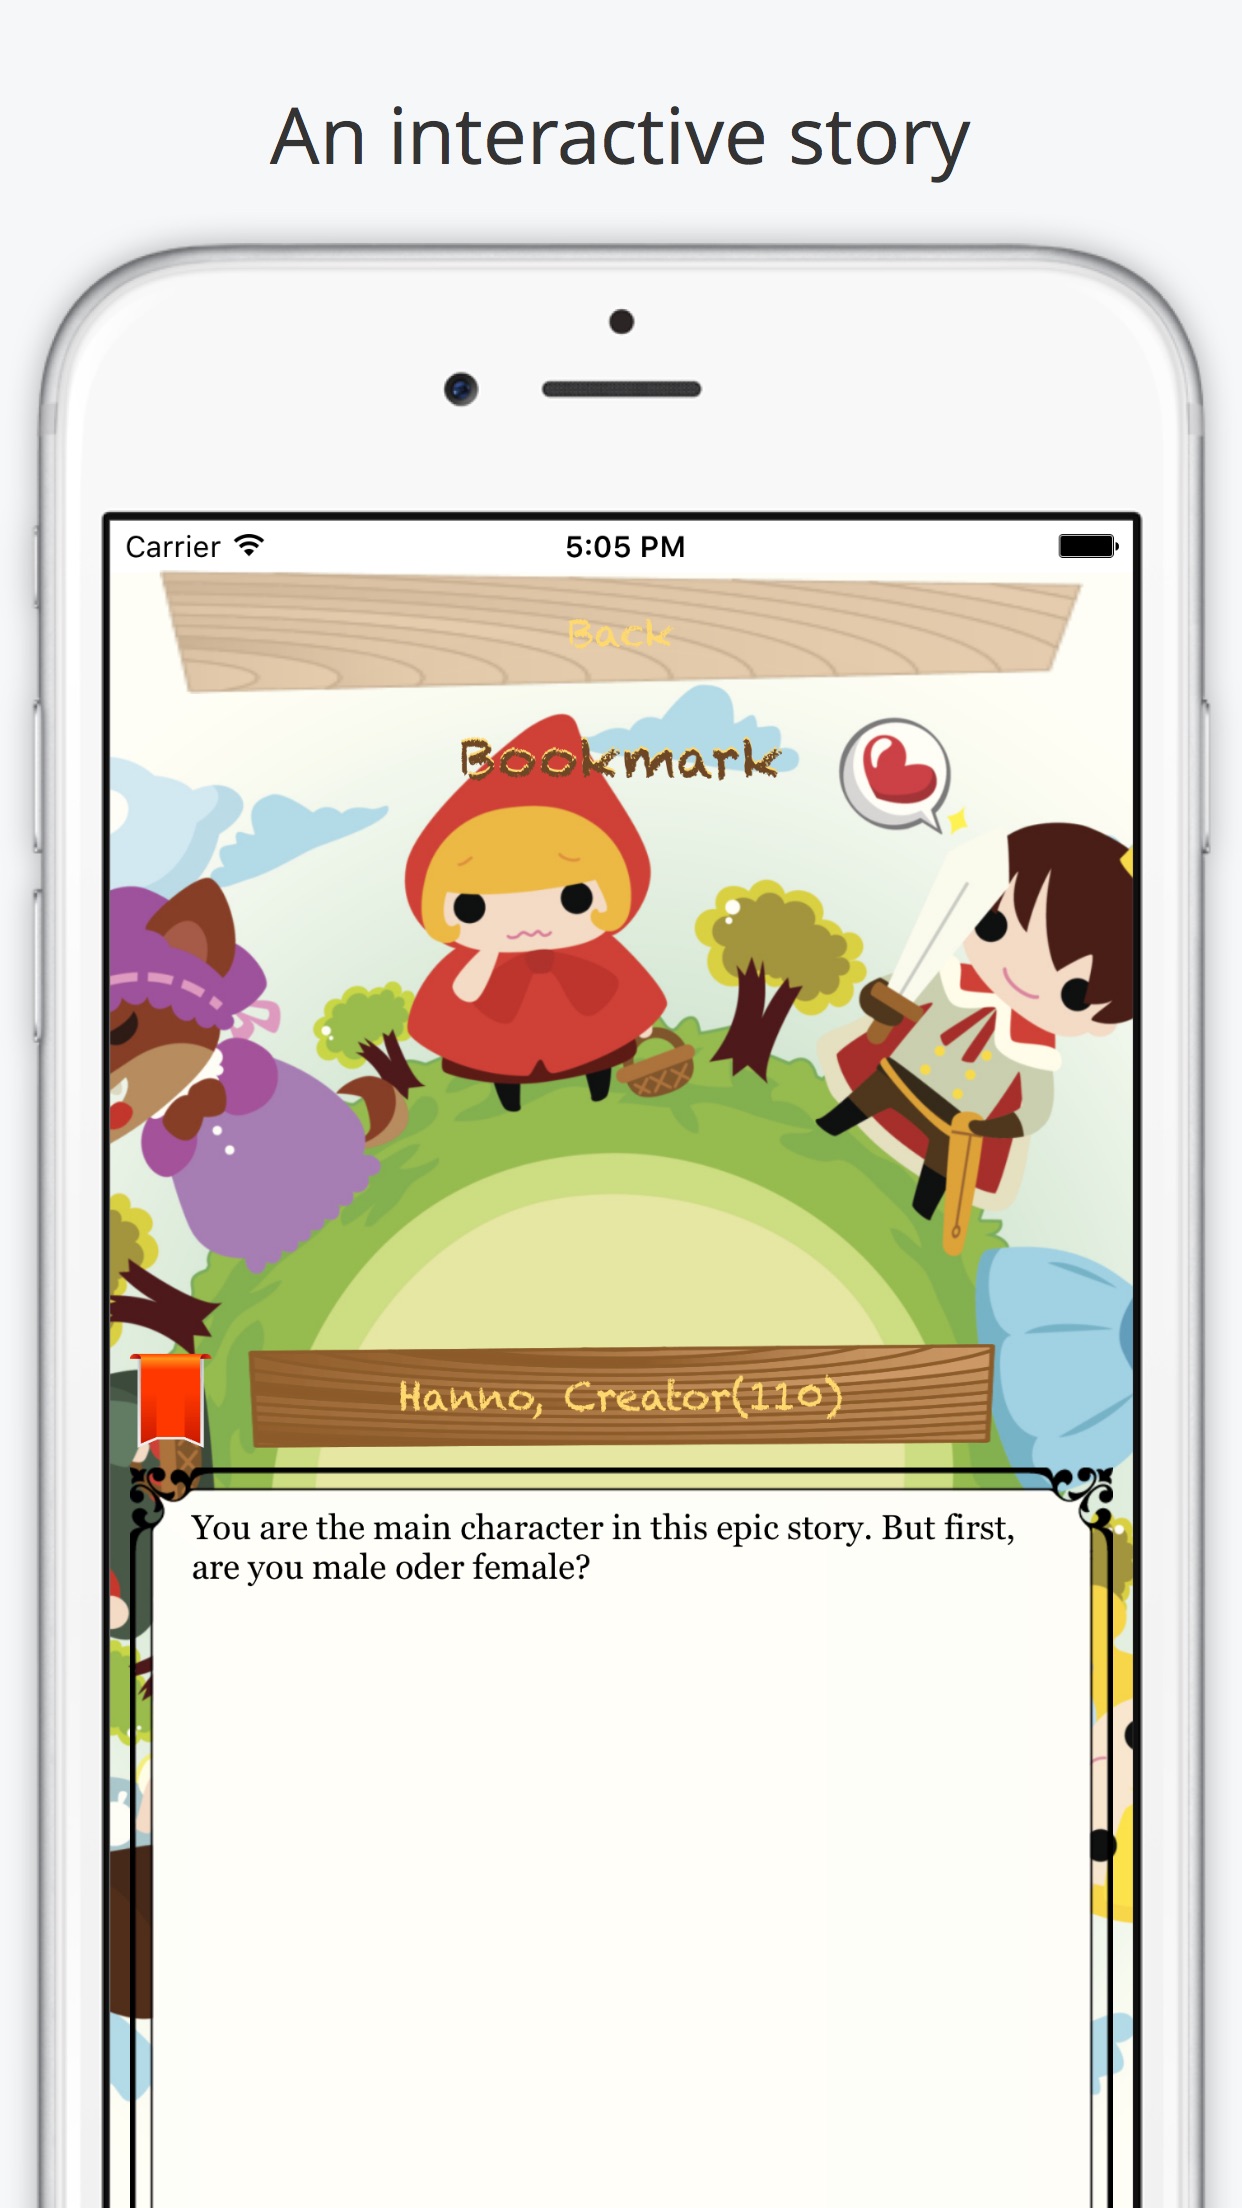 An interactive story
Carrier 5:05 PM
Back
Bookmark
Hanno, Creator(110)
You are the main character in this epic story. But first,
are you male oder female?